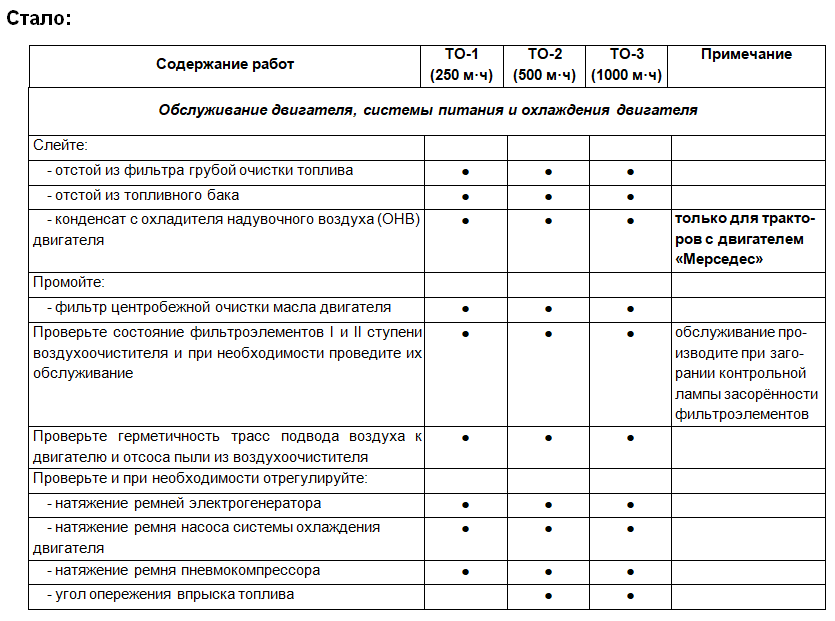 Стало:
Содержание работ ТО-1 ТО-2 ТО-3 Примечание
(250 м·ч) (500 м·ч) (1000 м·ч)
Обслуживание двигателя, системы питания и охлаждения двигателя
Слейте:
- отстой из фильтра грубой очистки топлива ● ● ●
- отстой из топливного бака ● ● ●
- конденсат с охладителя надувочного воздуха (ОНВ) ● ● ● только для тракто-
двигателя ров с двигателем
«Мерседес»
Промойте:
- фильтр центробежной очистки масла двигателя ● ● ●
Проверьте состояние фильтроэлементов I и II ступени ● ● ● обслуживание про-
воздухоочистителя и при необходимости проведите их изводите при заго-
обслуживание рании контрольной
лампы засорённости
фильтроэлементов
Проверьте герметичность трасс подвода воздуха к ● ● ●
двигателю и отсоса пыли из воздухоочистителя
Проверьте и при необходимости отрегулируйте:
- натяжение ремней электрогенератора ● ● ●
- натяжение ремня насоса системы охлаждения ● ● ●
двигателя
- натяжение ремня пневмокомпрессора ● ● ●
- угол опережения впрыска топлива ● ●